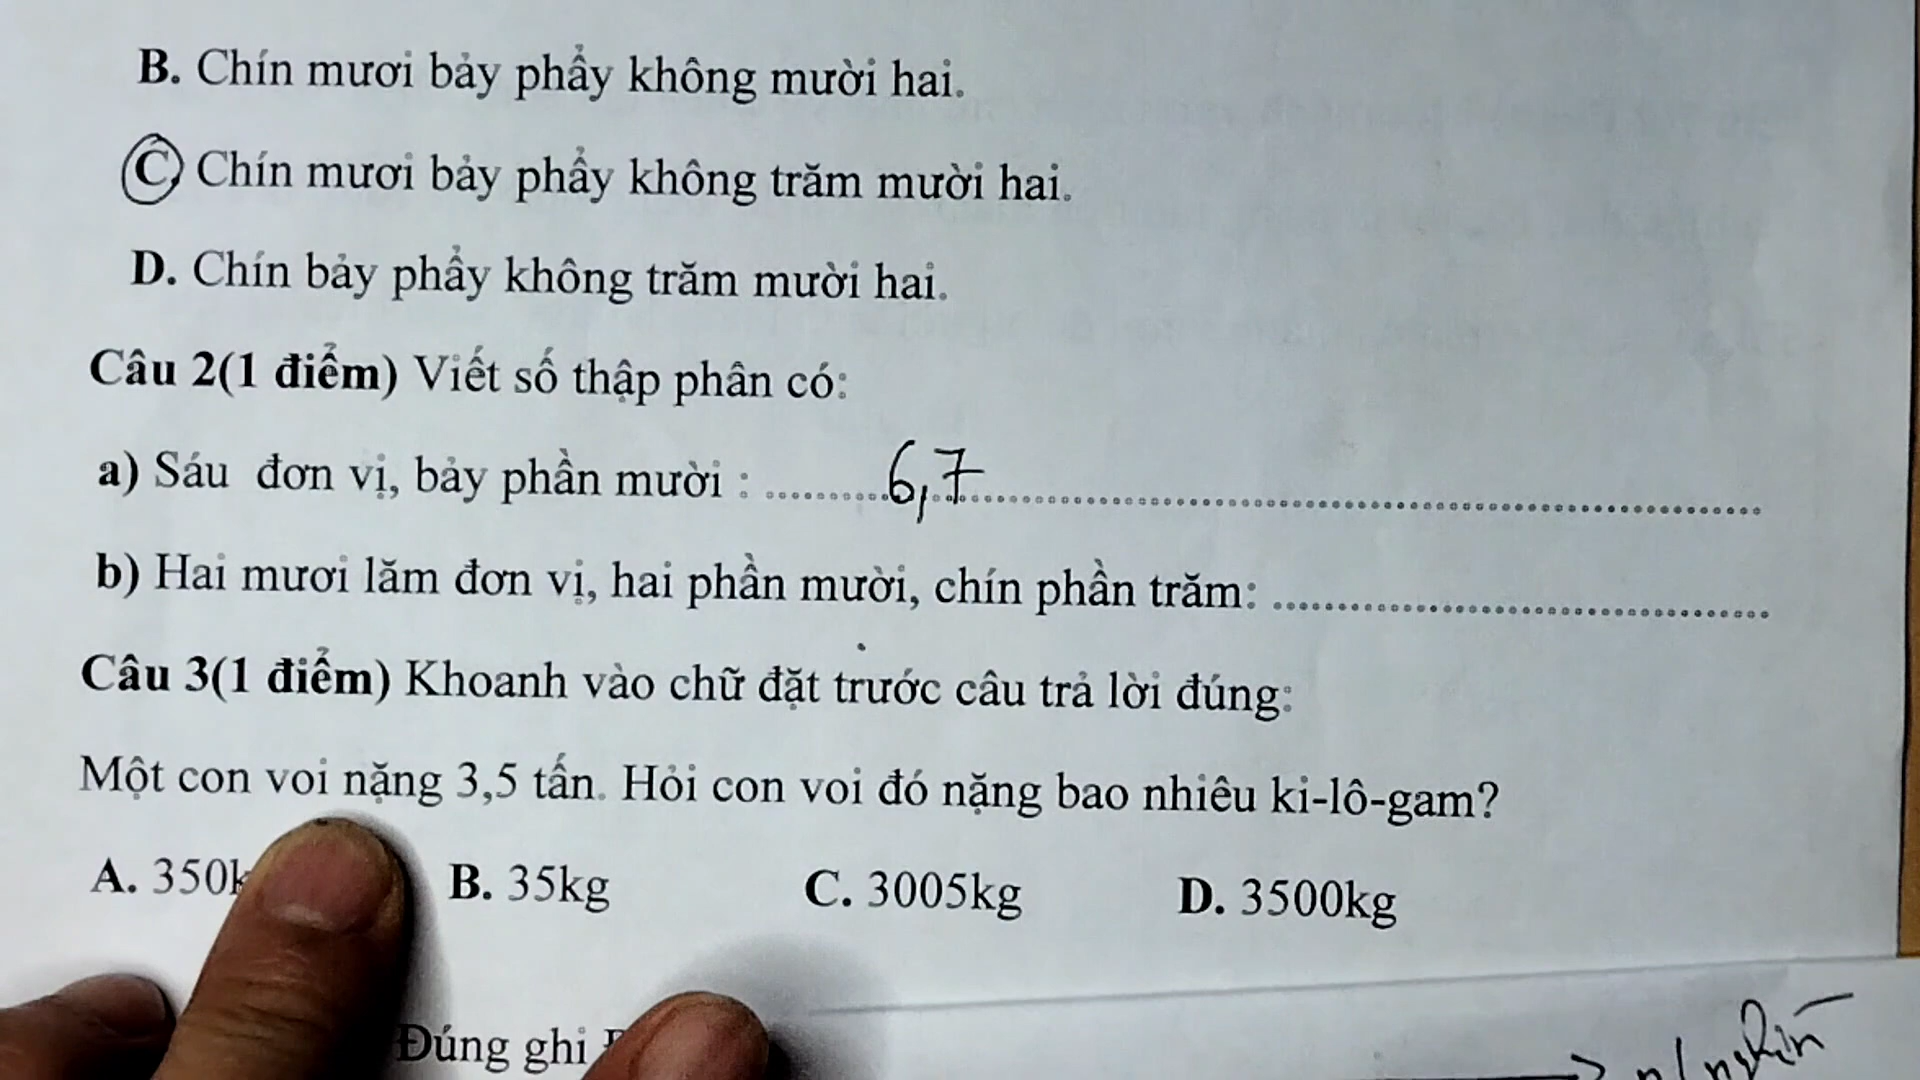 B. Chín mươi bảy phẩy không mười hai.
C Chín mươi bảy phẩy không trăm mười hai.
D. Chín bảy phẩy không trăm mười hai.
Câu 2(1 điểm) Viết số thập phân có:
a) Sáu đơn vị, bảy phần mười : ..........6,7..........
b) Hai mươi lăm đơn vị, hai phần mười, chín phần trăm: ..........
Câu 3(1 điểm) Khoanh vào chữ đặt trước câu trả lời đúng:
Một con voi nặng 3,5 tấn. Hỏi con voi đó nặng bao nhiêu ki-lô-gam?
A. 350k B. 35kg C. 3005kg D. 3500kg
Đúng ghi